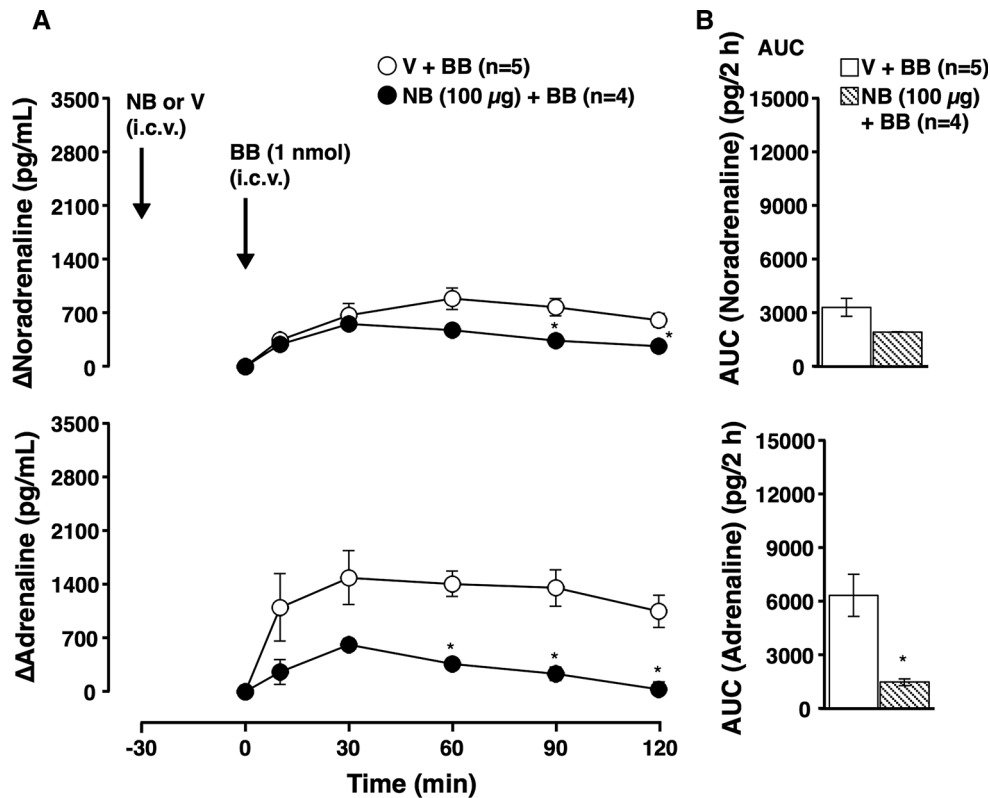 A
V + BB (n=5)
NB (100 µg) + BB (n=4)
NB or V
(i.c.v.)
BB (1 nmol)
(i.c.v.)
ΔNoradrenaline (pg/mL)
3500
2800
2100
1400
700
0
*
*
ΔAdrenaline (pg/mL)
3500
2800
2100
1400
700
0
*
*
*
-30
0
30
60
90
120
Time (min)
B
AUC
V + BB (n=5)
NB (100 µg)
+ BB (n=4)
AUC (Noradrenaline) (pg/2 h)
15000
12000
9000
6000
3000
0
AUC (Adrenaline) (pg/2 h)
15000
12000
9000
6000
3000
0
*